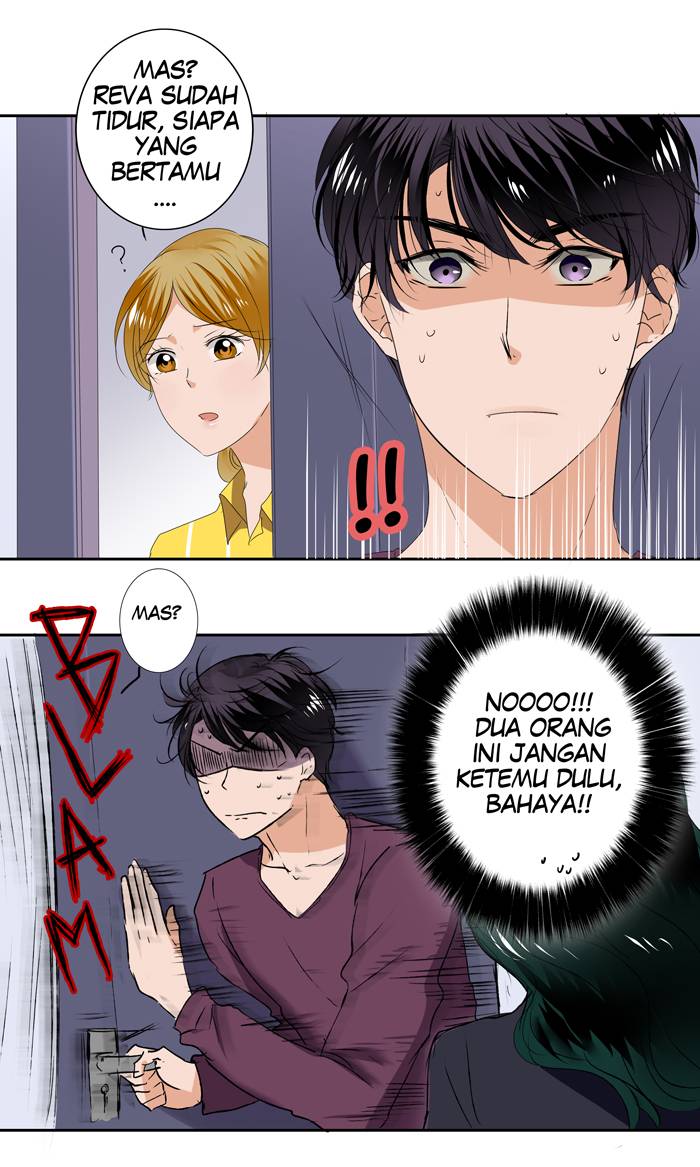 MAS?
REVA SUDAH
TIDUR, SIAPA
YANG
BERTAMU
....
?
!!
MAS?
BLAM
NOOOO!!!
DUA ORANG
INI JANGAN
KETEMU DULU,
BAHAYA!!